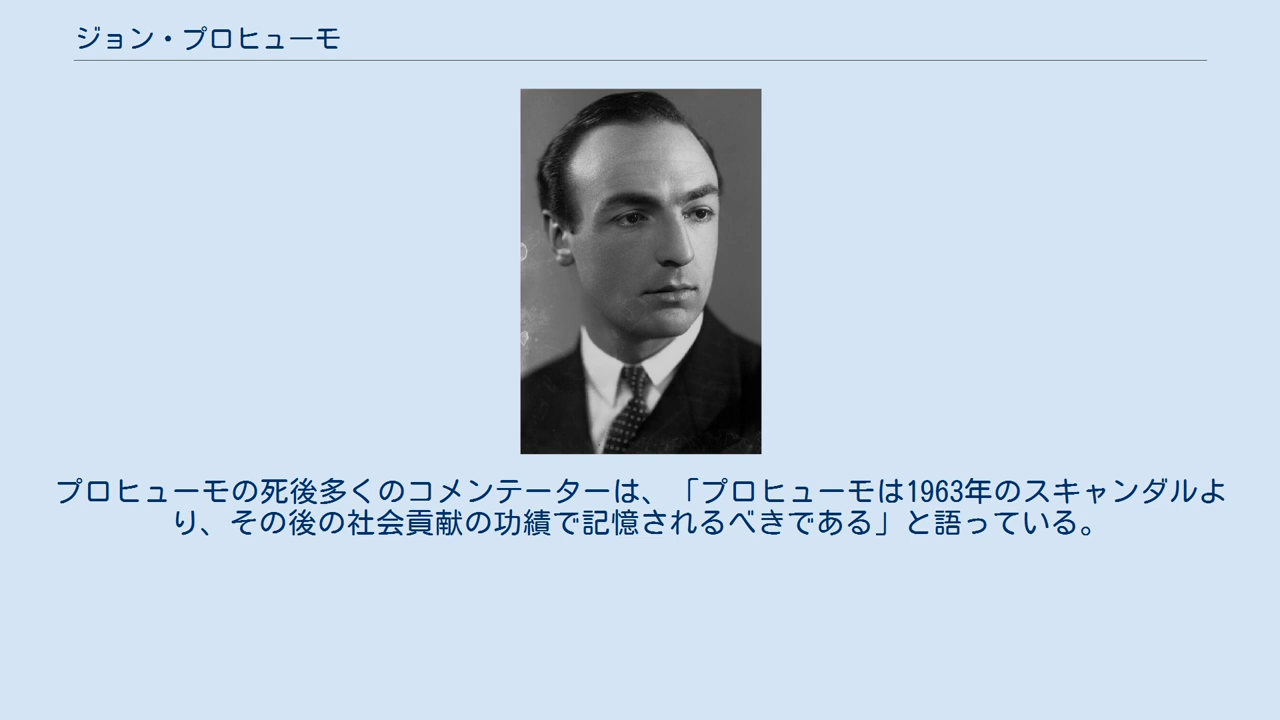 ジョン・プロヒューモ
プロヒューモの死後多くのコメンテーターは、「プロヒューモは1963年のスキャンダルよ
り、その後の社会貢献の功績で記憶されるべきである」と語っている。